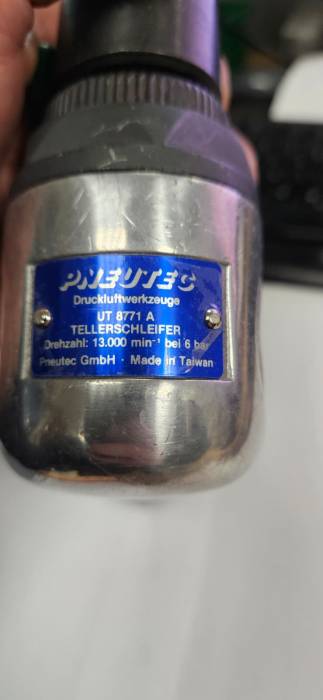 PNEUTEC
Druckluftwerkzeuge
UT 8771 A
TELLERSCHLEIFER
Drehzahl: 13.000 min⁻¹ bei 6 bar
Pneutec GmbH · Made in Taiwan